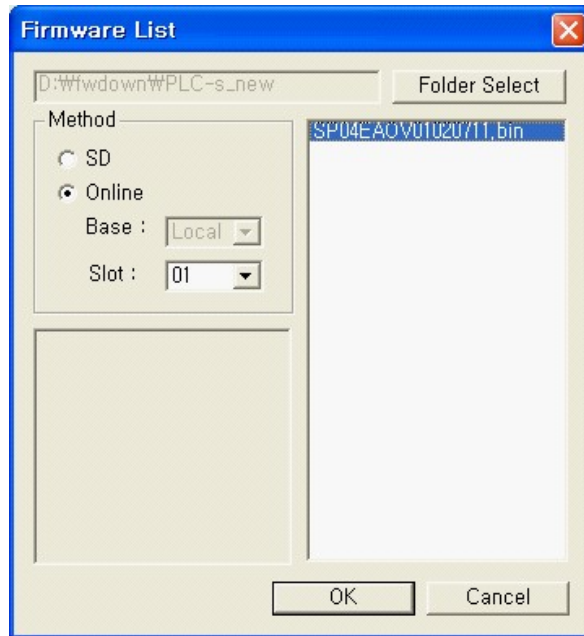 Firmware List
D:₩fwdown₩PLC-s_new
Folder Select
Method
SD
Online
Base :
Local
Slot :
01
SP04EAOV01020711.bin
OK
Cancel